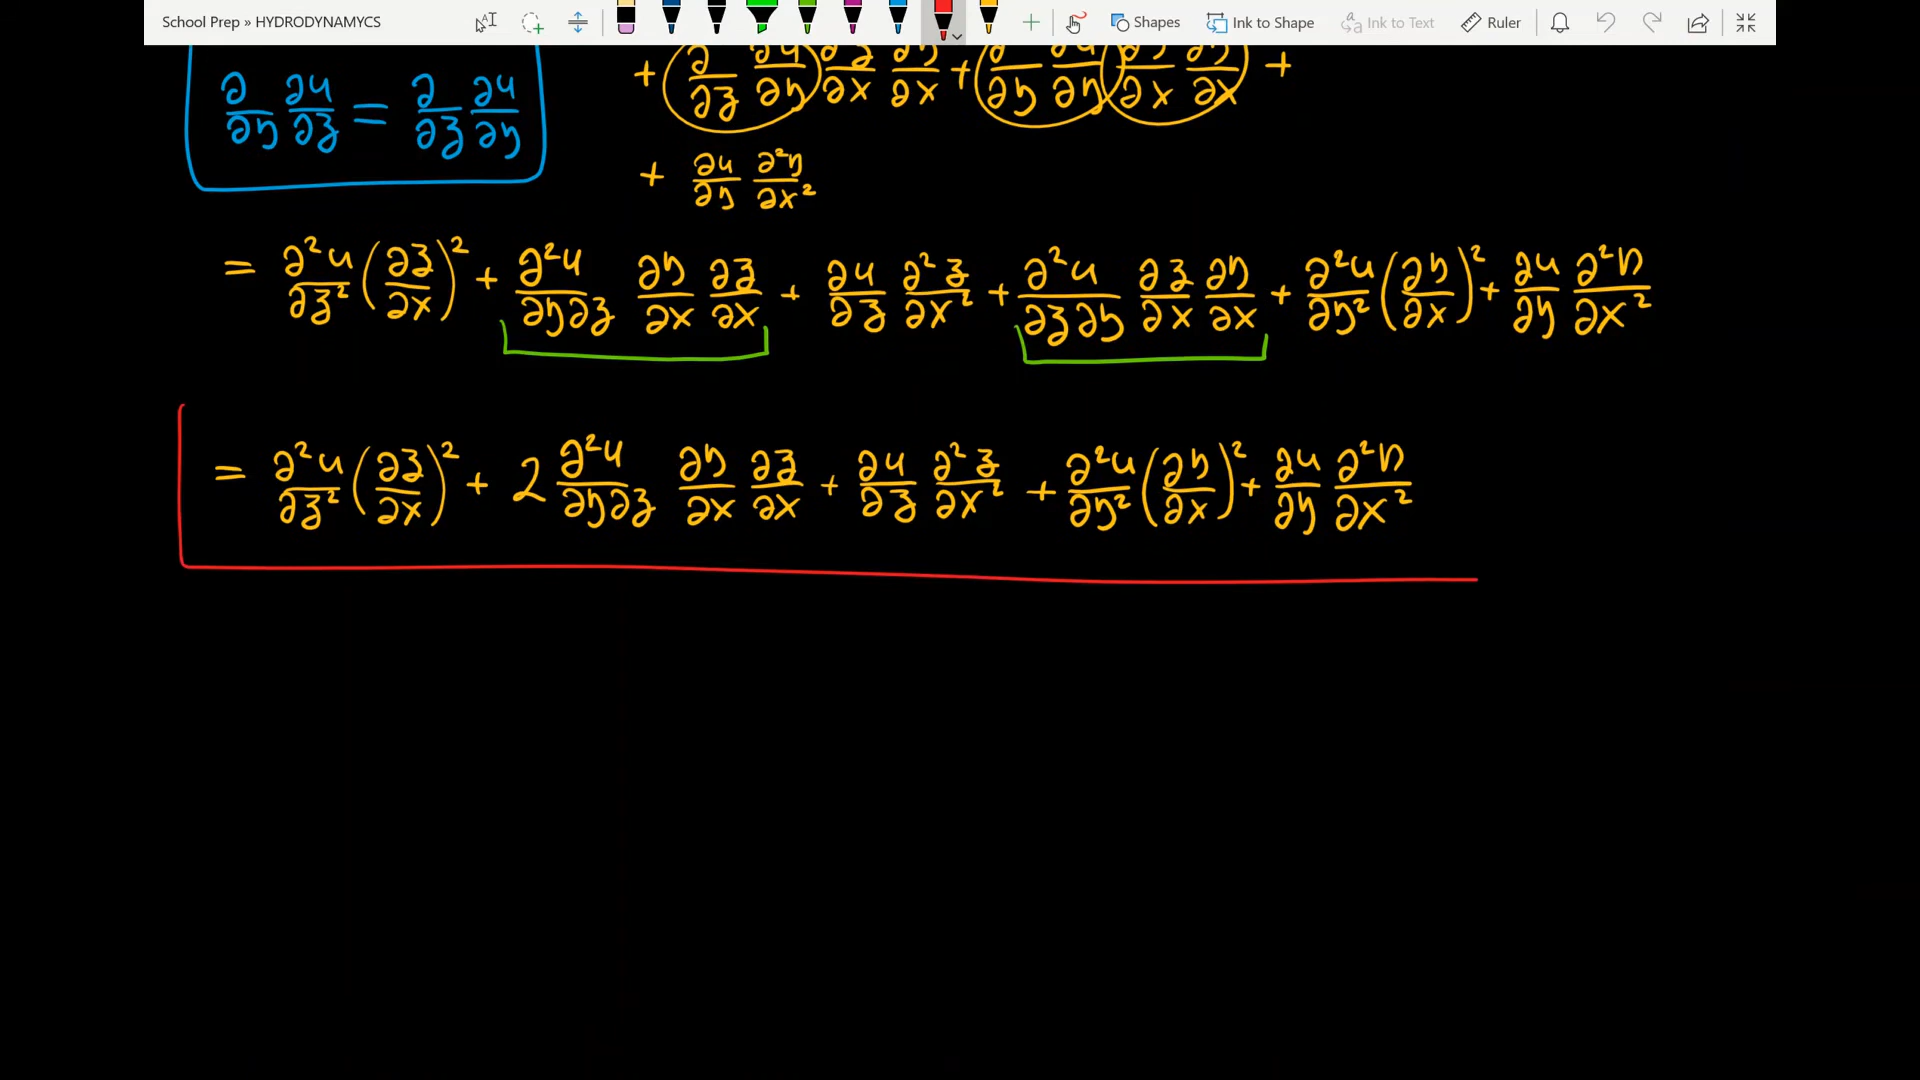 School Prep » HYDRODYNAMYCS Shapes Ink to Shape Ink to Text Ruler
∂/∂η ∂u/∂ξ = ∂/∂ξ ∂u/∂η
+ (∂/∂ξ ∂u/∂η) ∂ξ/∂x ∂η/∂x + (∂/∂η ∂u/∂η)(∂η/∂x ∂η/∂x) +
+ ∂u/∂η ∂²η/∂x²
= ∂²u/∂ξ² (∂ξ/∂x)² + ∂²u/∂η∂ξ ∂η/∂x ∂ξ/∂x + ∂u/∂ξ ∂²ξ/∂x² + ∂²u/∂ξ∂η ∂ξ/∂x ∂η/∂x + ∂²u/∂η² (∂η/∂x)² + ∂u/∂η ∂²η/∂x²
= ∂²u/∂ξ² (∂ξ/∂x)² + 2 ∂²u/∂η∂ξ ∂η/∂x ∂ξ/∂x + ∂u/∂ξ ∂²ξ/∂x² + ∂²u/∂η² (∂η/∂x)² + ∂u/∂η ∂²η/∂x²